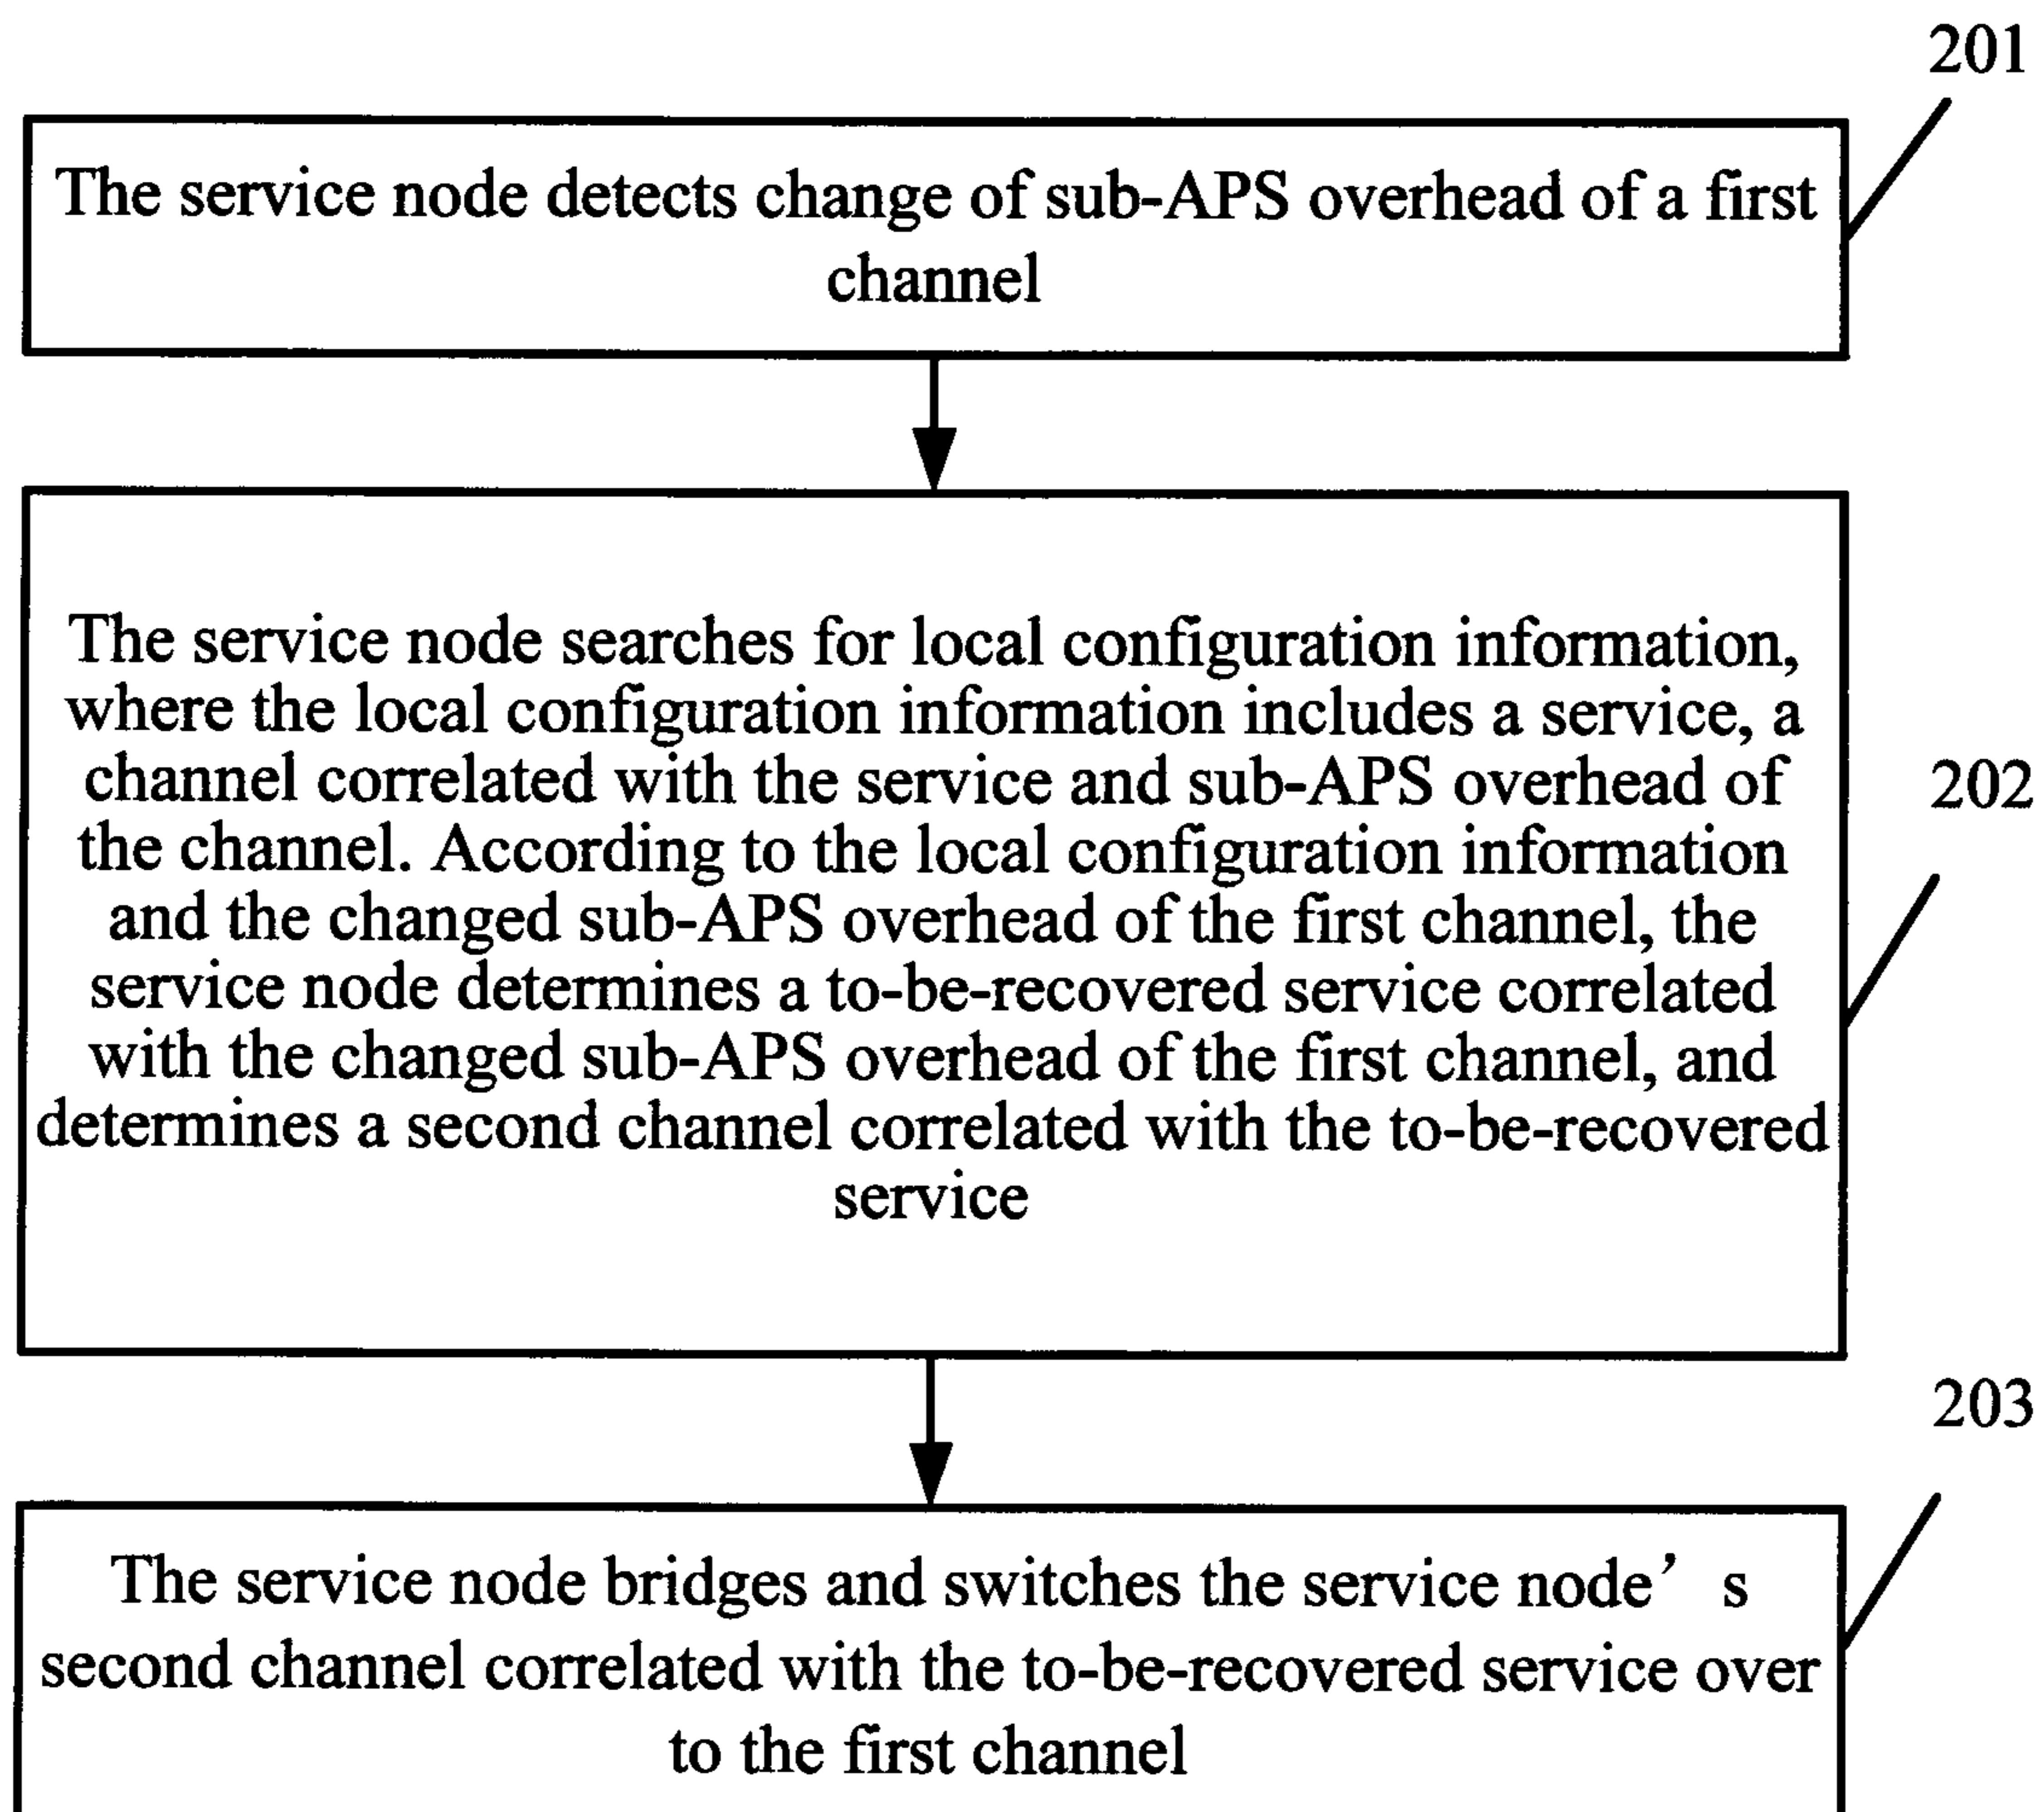 201
The service node detects change of sub-APS overhead of a first
channel
The service node searches for local configuration information,
where the local configuration information includes a service, a
channel correlated with the service and sub-APS overhead of
the channel. According to the local configuration information
and the changed sub-APS overhead of the first channel, the
service node determines a to-be-recovered service correlated
with the changed sub-APS overhead of the first channel, and
determines a second channel correlated with the to-be-recovered
service
202
203
The service node bridges and switches the service node’ s
second channel correlated with the to-be-recovered service over
to the first channel